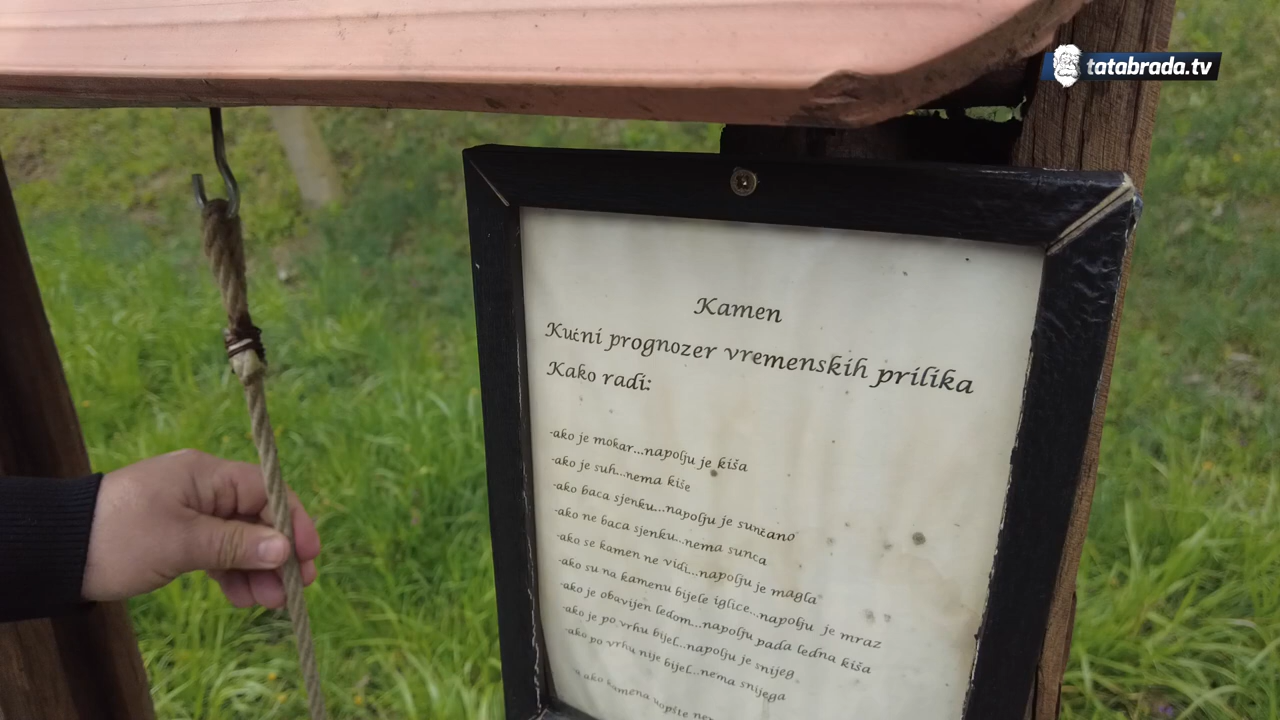 tatabrada.tv
Kamen
Kućni prognozer vremenskih prilika
Kako radi:
-ako je mokar...napolju je kiša
-ako je suh...nema kiše
-ako baca sjenku...napolju je sunčano
-ako ne baca sjenku...nema sunca
-ako se kamen ne vidi...napolju je magla
-ako su na kamenu bijele iglice...napolju je mraz
-ako je obavijen ledom...napolju pada ledna kiša
-ako je po vrhu bijel...napolju je snijeg
-ako po vrhu nije bijel...nema snijega
ako kamena uopšte